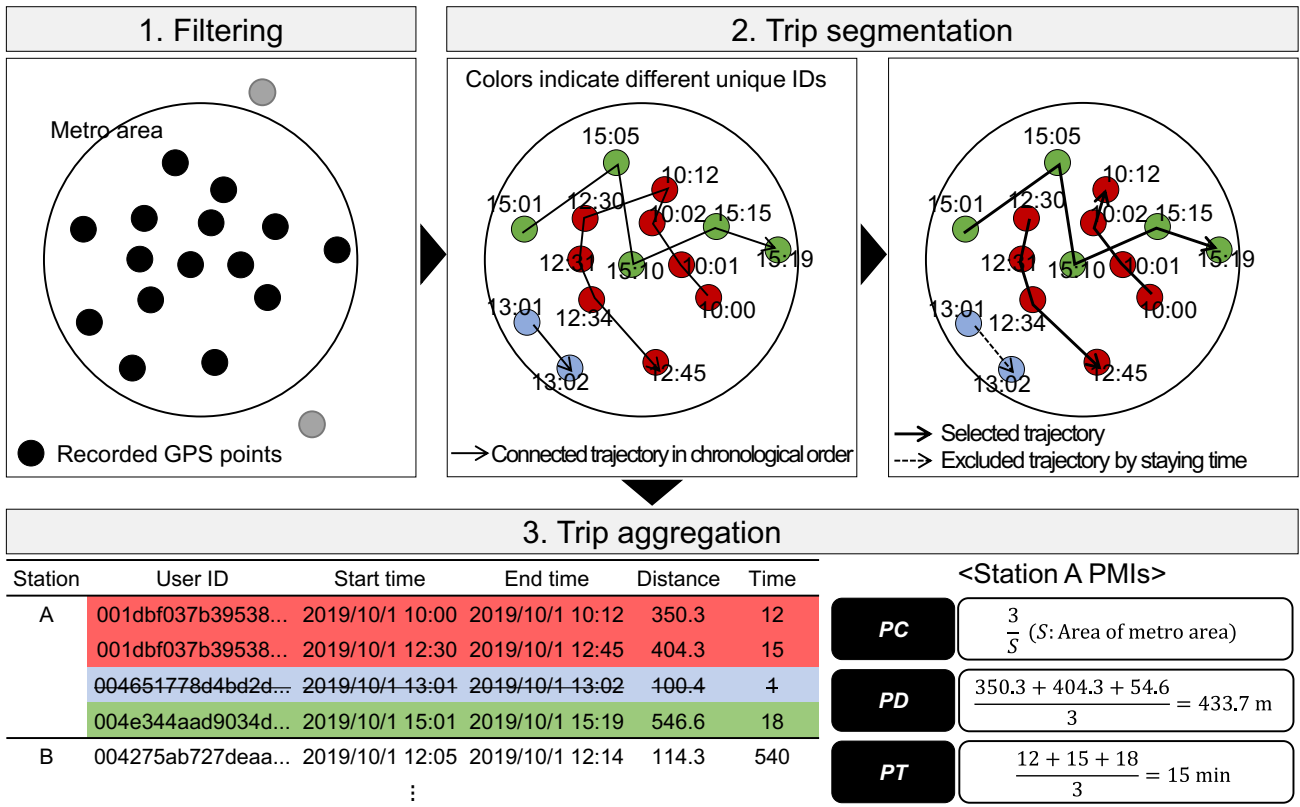 1. Filtering
Metro area
Recorded GPS points
2. Trip segmentation
Colors indicate different unique IDs
15:05
10:12
12:30
15:01
10:02
15:15
12:31
15:10
10:01
15:19
13:01
12:34
10:00
13:02
12:45
Connected trajectory in chronological order
15:05
10:12
12:30
15:01
10:02
15:15
12:31
15:10
10:01
15:19
13:01
12:34
10:00
13:02
12:45
Selected trajectory
Excluded trajectory by staying time
3. Trip aggregation
Station User ID Start time End time Distance Time
A 001dbf037b39538... 2019/10/1 10:00 2019/10/1 10:12 350.3 12
001dbf037b39538... 2019/10/1 12:30 2019/10/1 12:45 404.3 15
004651778d4bd2d... 2019/10/1 13:01 2019/10/1 13:02 100.4 1
004e344aad9034d... 2019/10/1 15:01 2019/10/1 15:19 546.6 18
B 004275ab727deaa... 2019/10/1 12:05 2019/10/1 12:14 114.3 540
⋮
<Station A PMIs>
PC
3/S (S: Area of metro area)
PD
(350.3 + 404.3 + 54.6)/3 = 433.7 m
PT
(12 + 15 + 18)/3 = 15 min